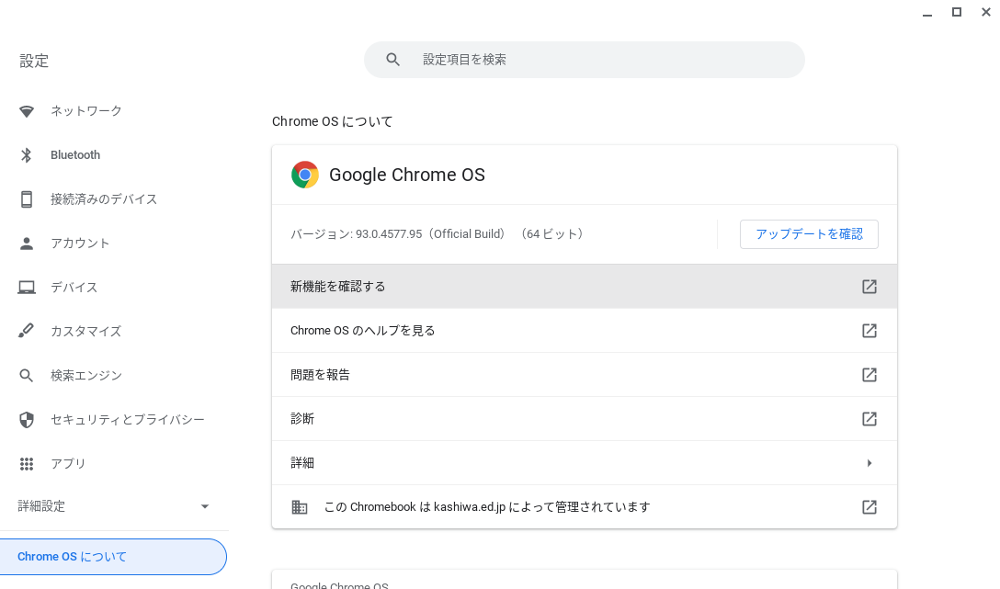 設定
設定項目を検索
ネットワーク
Bluetooth
接続済みのデバイス
アカウント
デバイス
カスタマイズ
検索エンジン
セキュリティとプライバシー
アプリ
詳細設定
Chrome OS について
Chrome OS について
Google Chrome OS
バージョン: 93.0.4577.95（Official Build） （64 ビット）
アップデートを確認
新機能を確認する
Chrome OS のヘルプを見る
問題を報告
診断
詳細
この Chromebook は kashiwa.ed.jp によって管理されています
Google Chrome OS